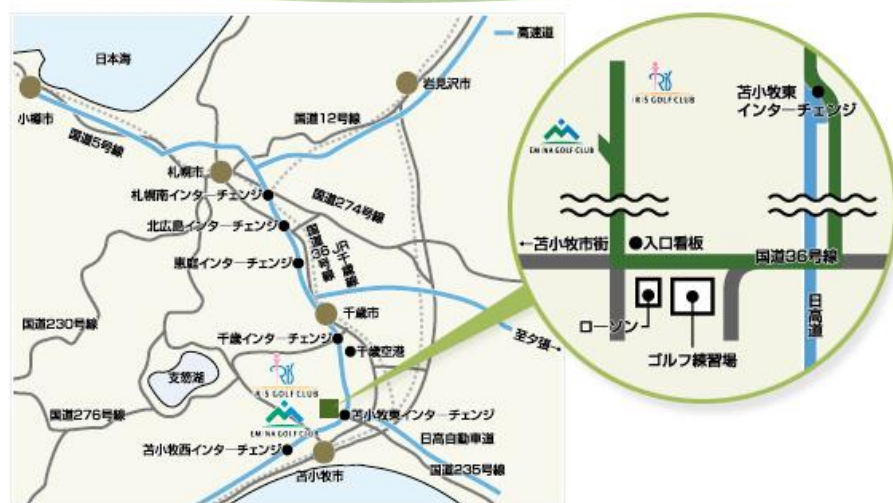 日本海
高速道
小樽市
国道5号線
岩見沢市
国道12号線
札幌市
札幌南インターチェンジ
国道274号線
北広島インターチェンジ
国道36号線
JR千歳線
恵庭インターチェンジ
千歳市
国道230号線
千歳インターチェンジ
千歳空港
至夕張→
支笏湖
IRIS
IRIS GOLF CLUB
EMINA GOLF CLUB
国道276号線
苫小牧東インターチェンジ
苫小牧西インターチェンジ
日高自動車道
苫小牧市
国道235号線
IRIS
IRIS GOLF CLUB
苫小牧東
インターチェンジ
EMINA GOLF CLUB
←苫小牧市街
入口看板
国道36号線
ローソン
ゴルフ練習場
日高道